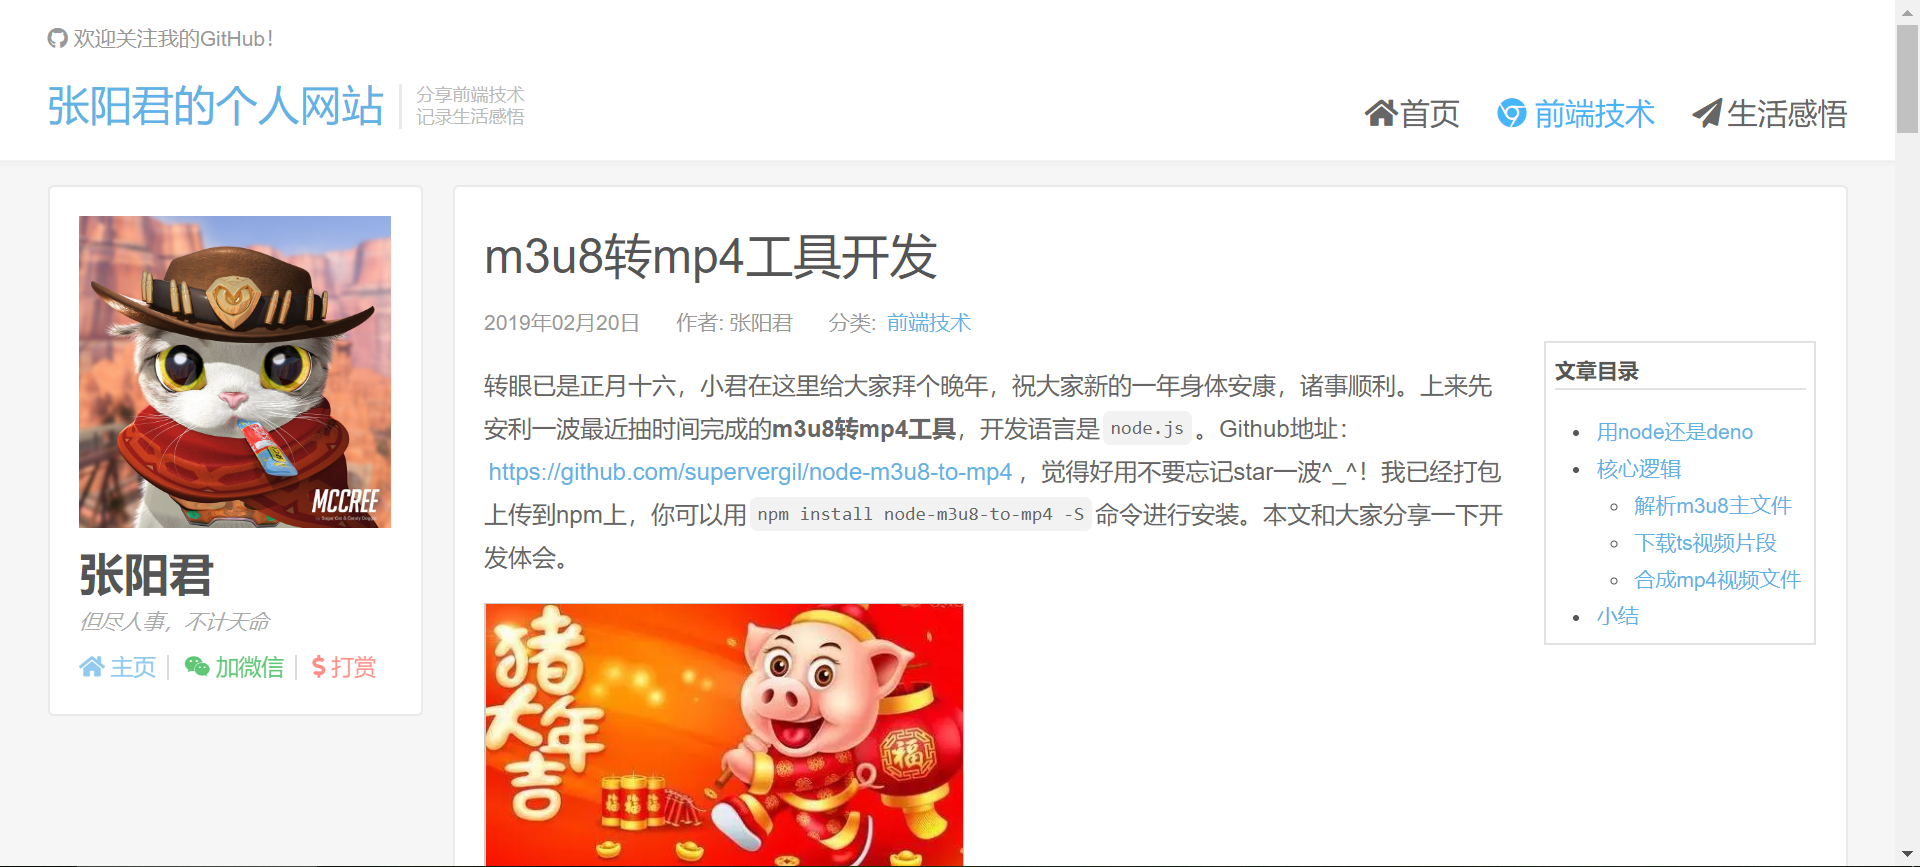 欢迎关注我的GitHub!
张阳君的个人网站
分享前端技术
记录生活感悟
首页 前端技术 生活感悟
MCCREE
张阳君
但尽人事，不计天命
主页 加微信 打赏
m3u8转mp4工具开发
2019年02月20日 作者: 张阳君 分类: 前端技术
转眼已是正月十六，小君在这里给大家拜个晚年，祝大家新的一年身体安康，诸事顺利。上来先
安利一波最近抽时间完成的m3u8转mp4工具，开发语言是 node.js 。Github地址：
https://github.com/supervergil/node-m3u8-to-mp4 ，觉得好用不要忘记star一波^_^！我已经打包
上传到npm上，你可以用 npm install node-m3u8-to-mp4 -S 命令进行安装。本文和大家分享一下开
发体会。
猪年
大吉
福
文章目录
用node还是deno
核心逻辑
解析m3u8主文件
下载ts视频片段
合成mp4视频文件
小结